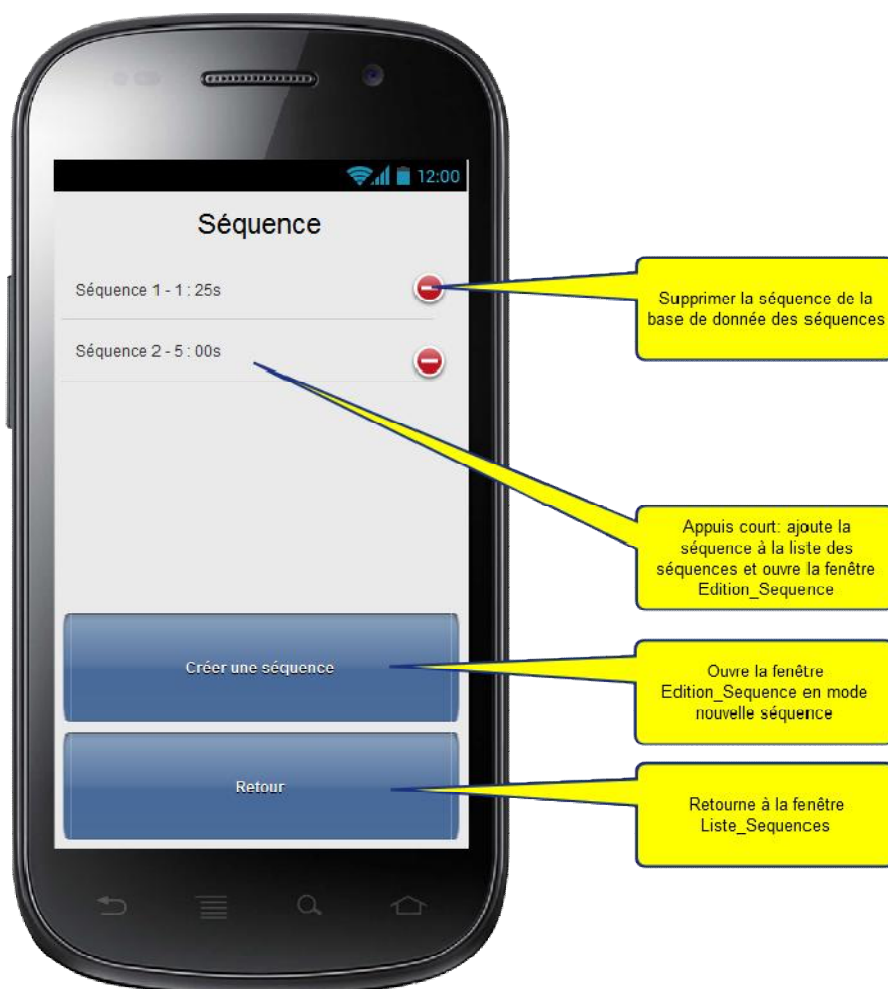 12:00
Séquence
Séquence 1 - 1 : 25s
Séquence 2 - 5 : 00s
Créer une séquence
Retour
Supprimer la séquence de la
base de donnée des séquences
Appuis court: ajoute la
séquence à la liste des
séquences et ouvre la fenêtre
Edition_Sequence
Ouvre la fenêtre
Edition_Sequence en mode
nouvelle séquence
Retourne à la fenêtre
Liste_Sequences